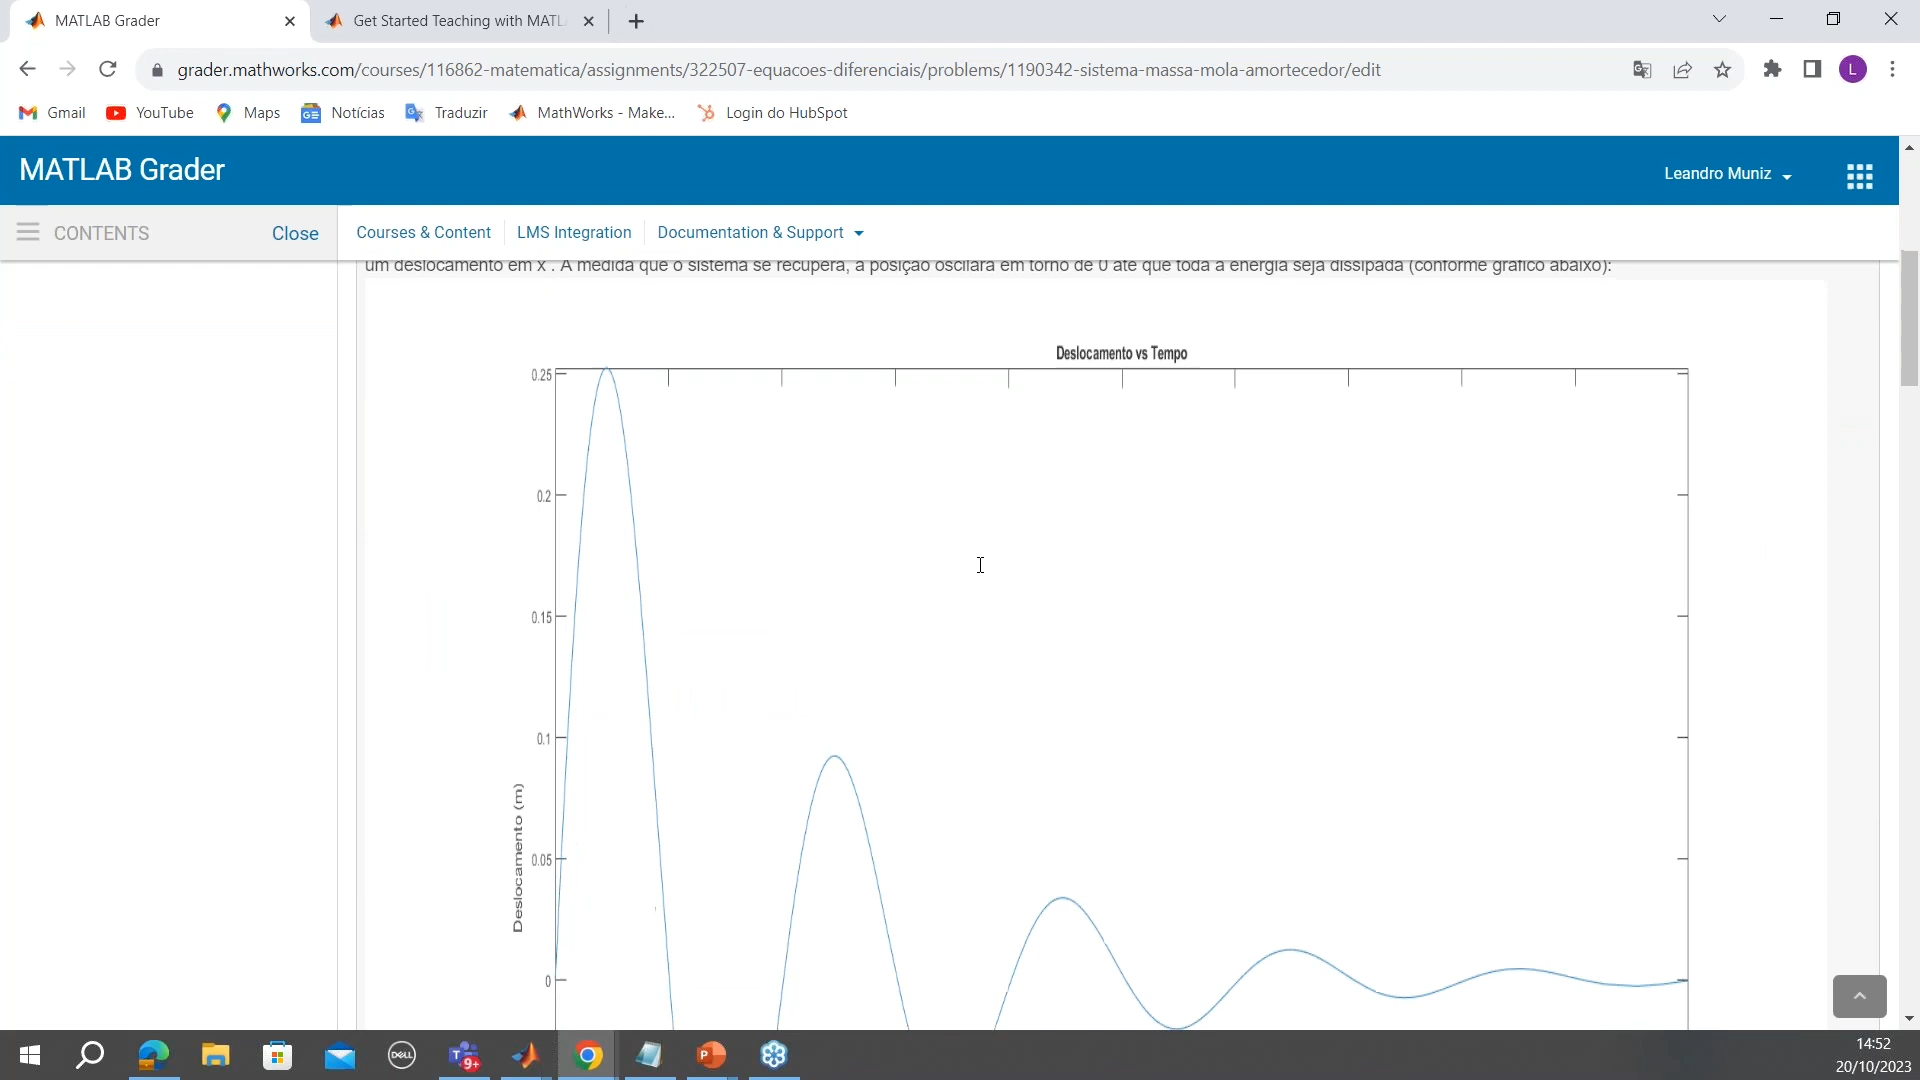 MATLAB Grader
Get Started Teaching with MATL
grader.mathworks.com/courses/116862-matematica/assignments/322507-equacoes-diferenciais/problems/1190342-sistema-massa-mola-amortecedor/edit
L
Gmail
YouTube
Maps
Notícias
Traduzir
MathWorks - Make...
Login do HubSpot
MATLAB Grader
Leandro Muniz
CONTENTS
Close
Courses & Content
LMS Integration
Documentation & Support
um deslocamento em x . À medida que o sistema se recupera, a posição oscilará em torno de 0 até que toda a energia seja dissipada (conforme gráfico abaixo):
Deslocamento vs Tempo
0.25
0.2
0.15
0.1
0.05
0
Deslocamento (m)
DELL
9+
14:52
20/10/2023